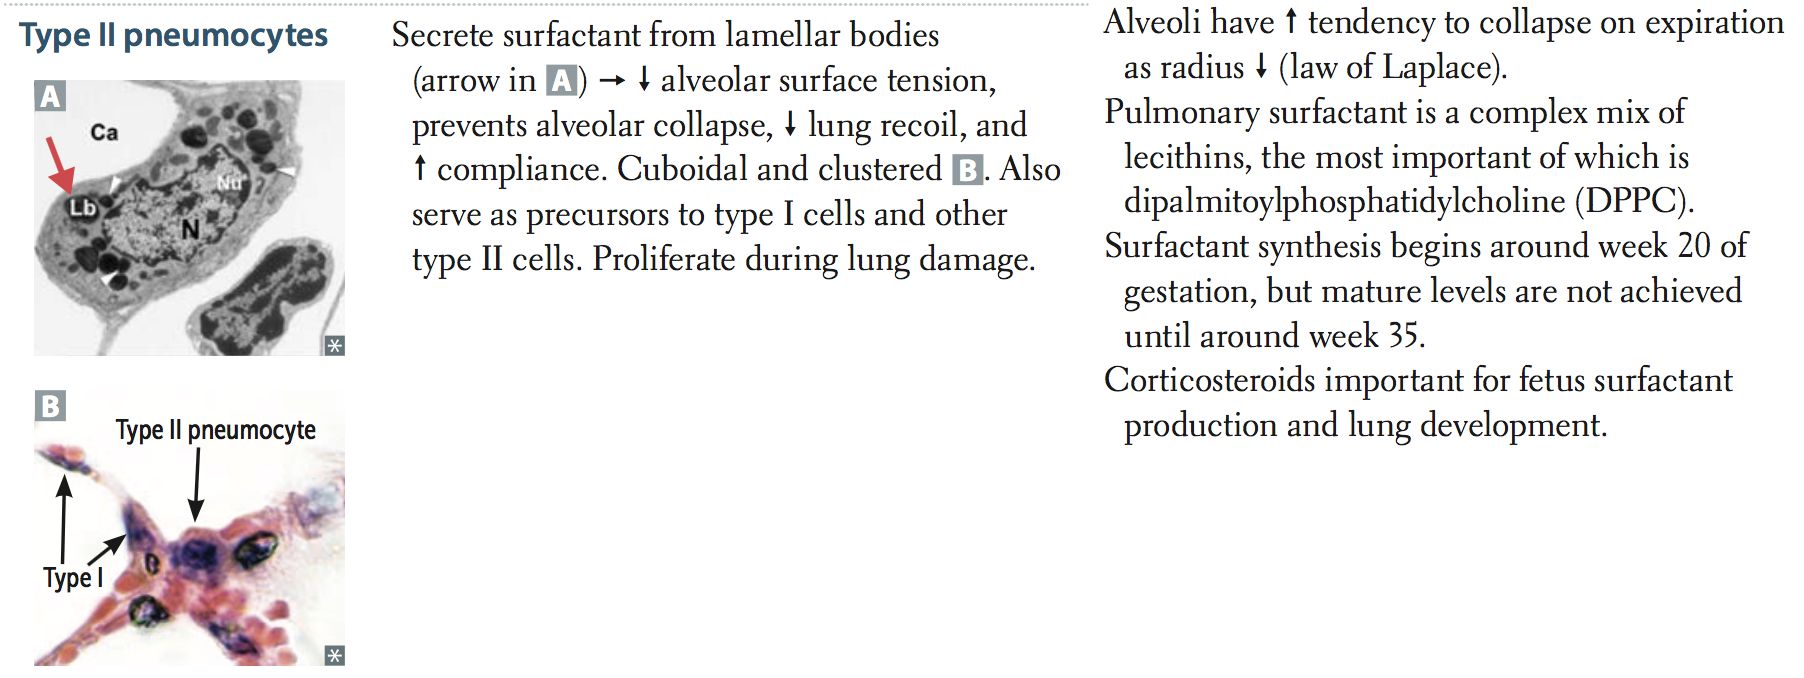 Type II pneumocytes
A
Ca
Nu
Lb
N
*
B
Type II pneumocyte
Type I
*
Secrete surfactant from lamellar bodies
(arrow in A) → ↓ alveolar surface tension,
prevents alveolar collapse, ↓ lung recoil, and
↑ compliance. Cuboidal and clustered B. Also
serve as precursors to type I cells and other
type II cells. Proliferate during lung damage.
Alveoli have ↑ tendency to collapse on expiration
as radius ↓ (law of Laplace).
Pulmonary surfactant is a complex mix of
lecithins, the most important of which is
dipalmitoylphosphatidylcholine (DPPC).
Surfactant synthesis begins around week 20 of
gestation, but mature levels are not achieved
until around week 35.
Corticosteroids important for fetus surfactant
production and lung development.